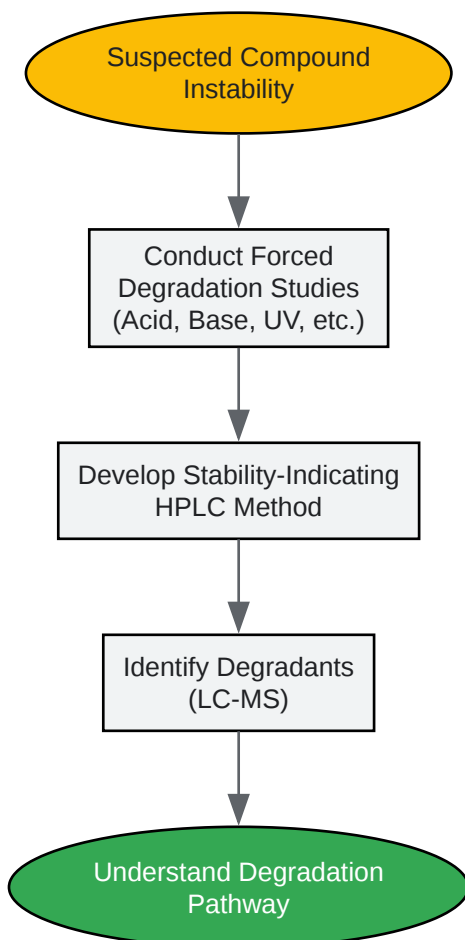 Suspected Compound
Instability
Conduct Forced
Degradation Studies
(Acid, Base, UV, etc.)
Develop Stability-Indicating
HPLC Method
Identify Degradants
(LC-MS)
Understand Degradation
Pathway